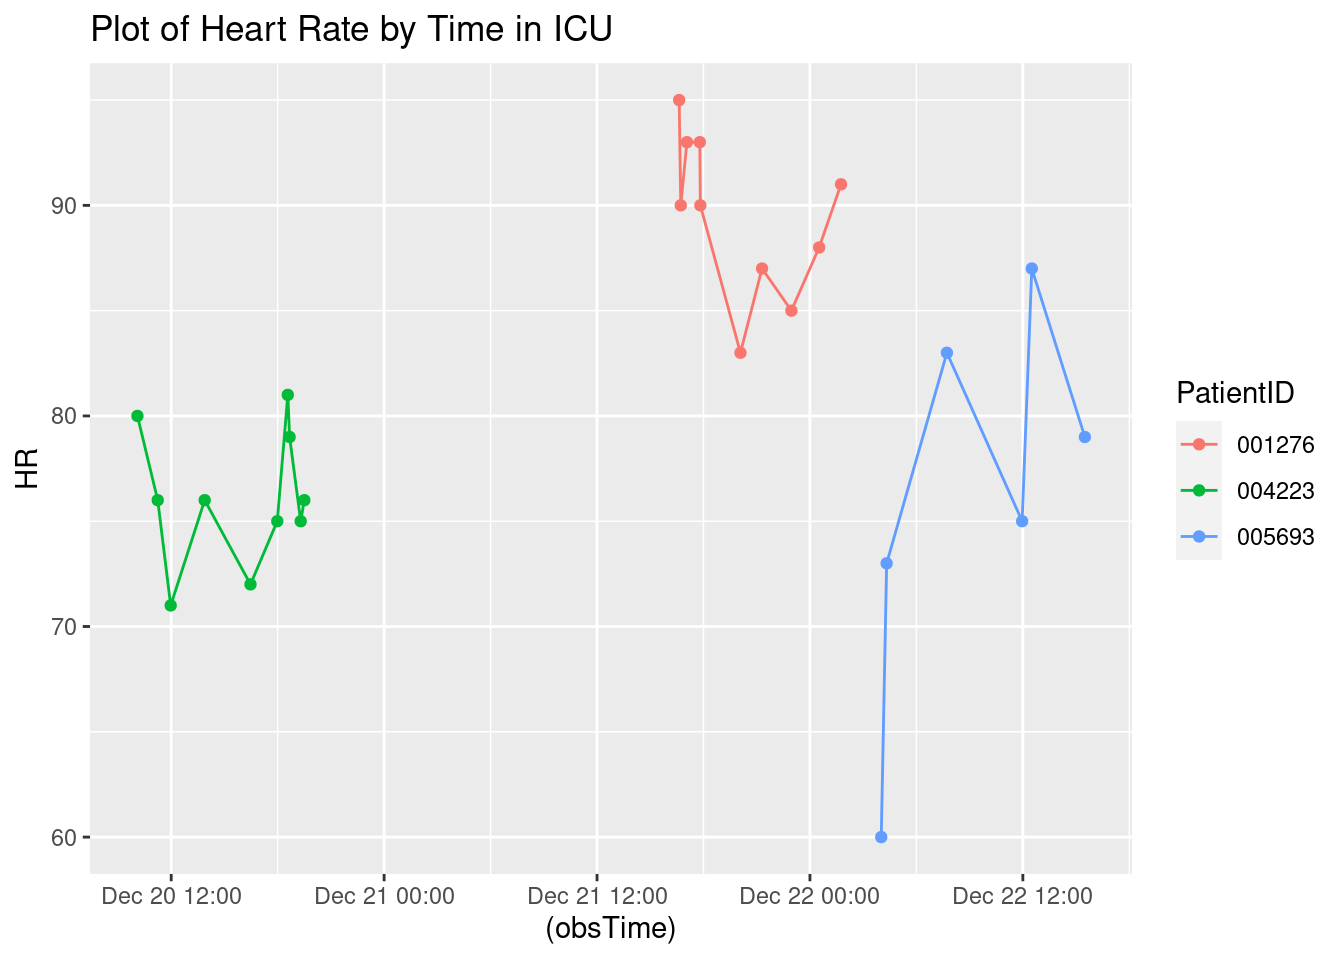 Plot of Heart Rate by Time in ICU
HR
90
80
70
60
Dec 20 12:00 Dec 21 00:00 Dec 21 12:00 Dec 22 00:00 Dec 22 12:00
(obsTime)
PatientID
001276
004223
005693